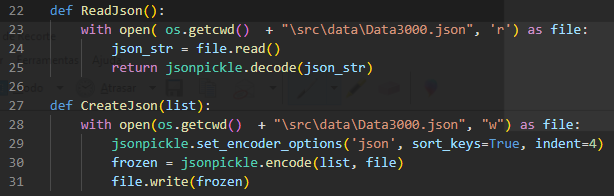 22 def ReadJson():
23     with open( os.getcwd()  + "\src\data\Data3000.json", 'r') as file:
24         json_str = file.read()
25         return jsonpickle.decode(json_str)
26
27 def CreateJson(list):
28     with open(os.getcwd()  + "\src\data\Data3000.json", "w") as file:
29         jsonpickle.set_encoder_options('json', sort_keys=True, indent=4)
30         frozen = jsonpickle.encode(list, file)
31         file.write(frozen)